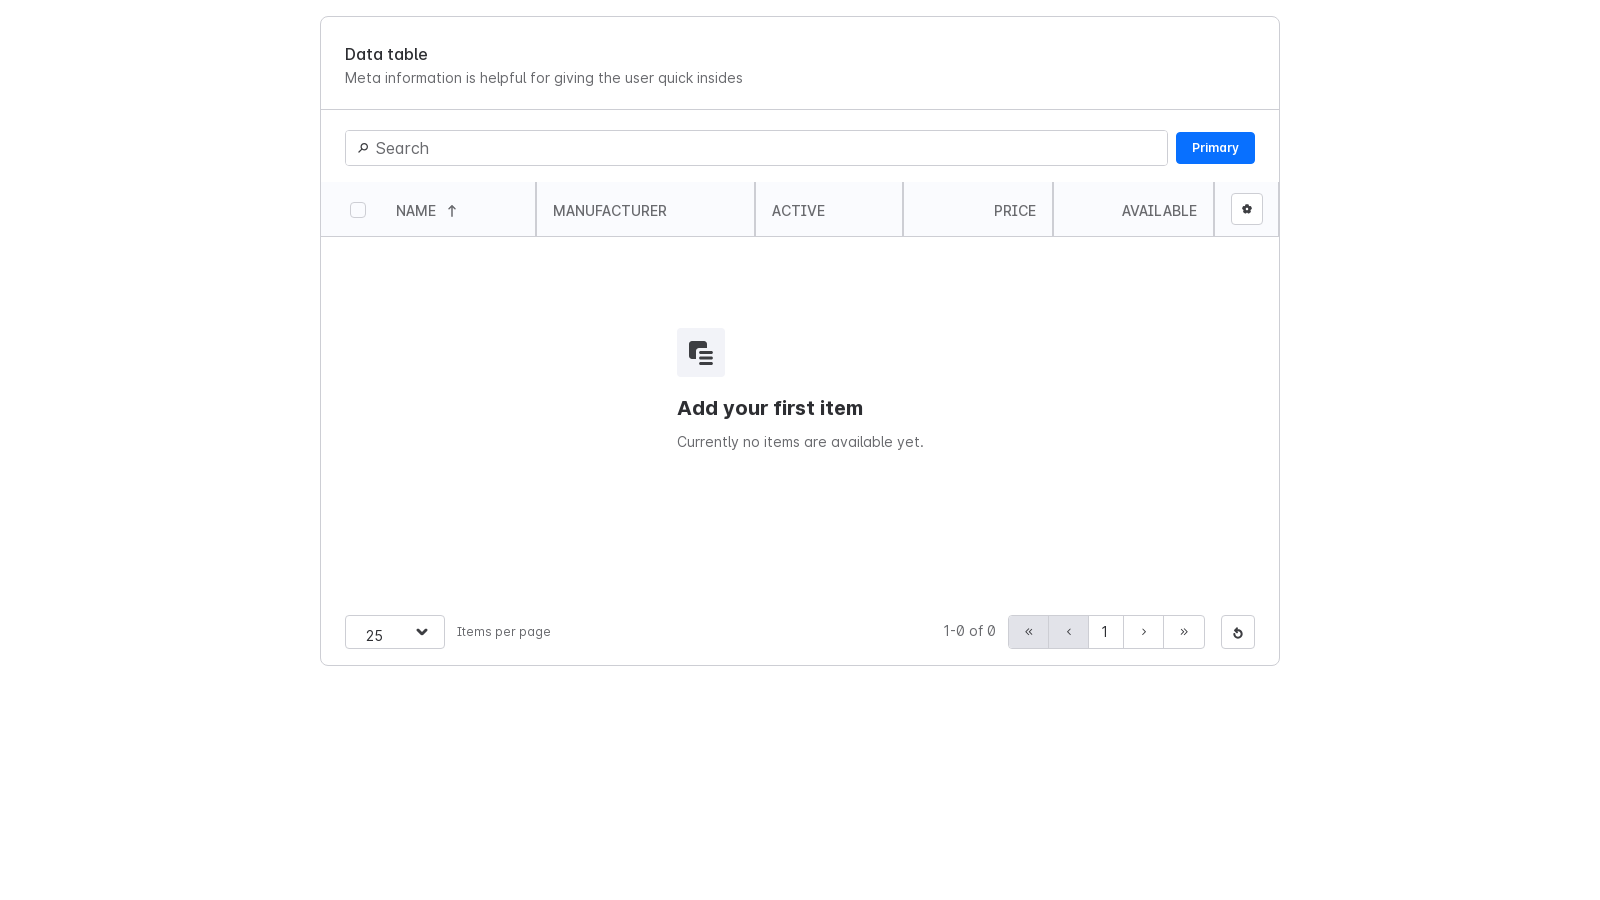 Data table
Meta information is helpful for giving the user quick insides
Search
Primary
NAME
MANUFACTURER
ACTIVE
PRICE
AVAILABLE
Add your first item
Currently no items are available yet.
25
Items per page
1-0 of 0
« ‹ 1 › »